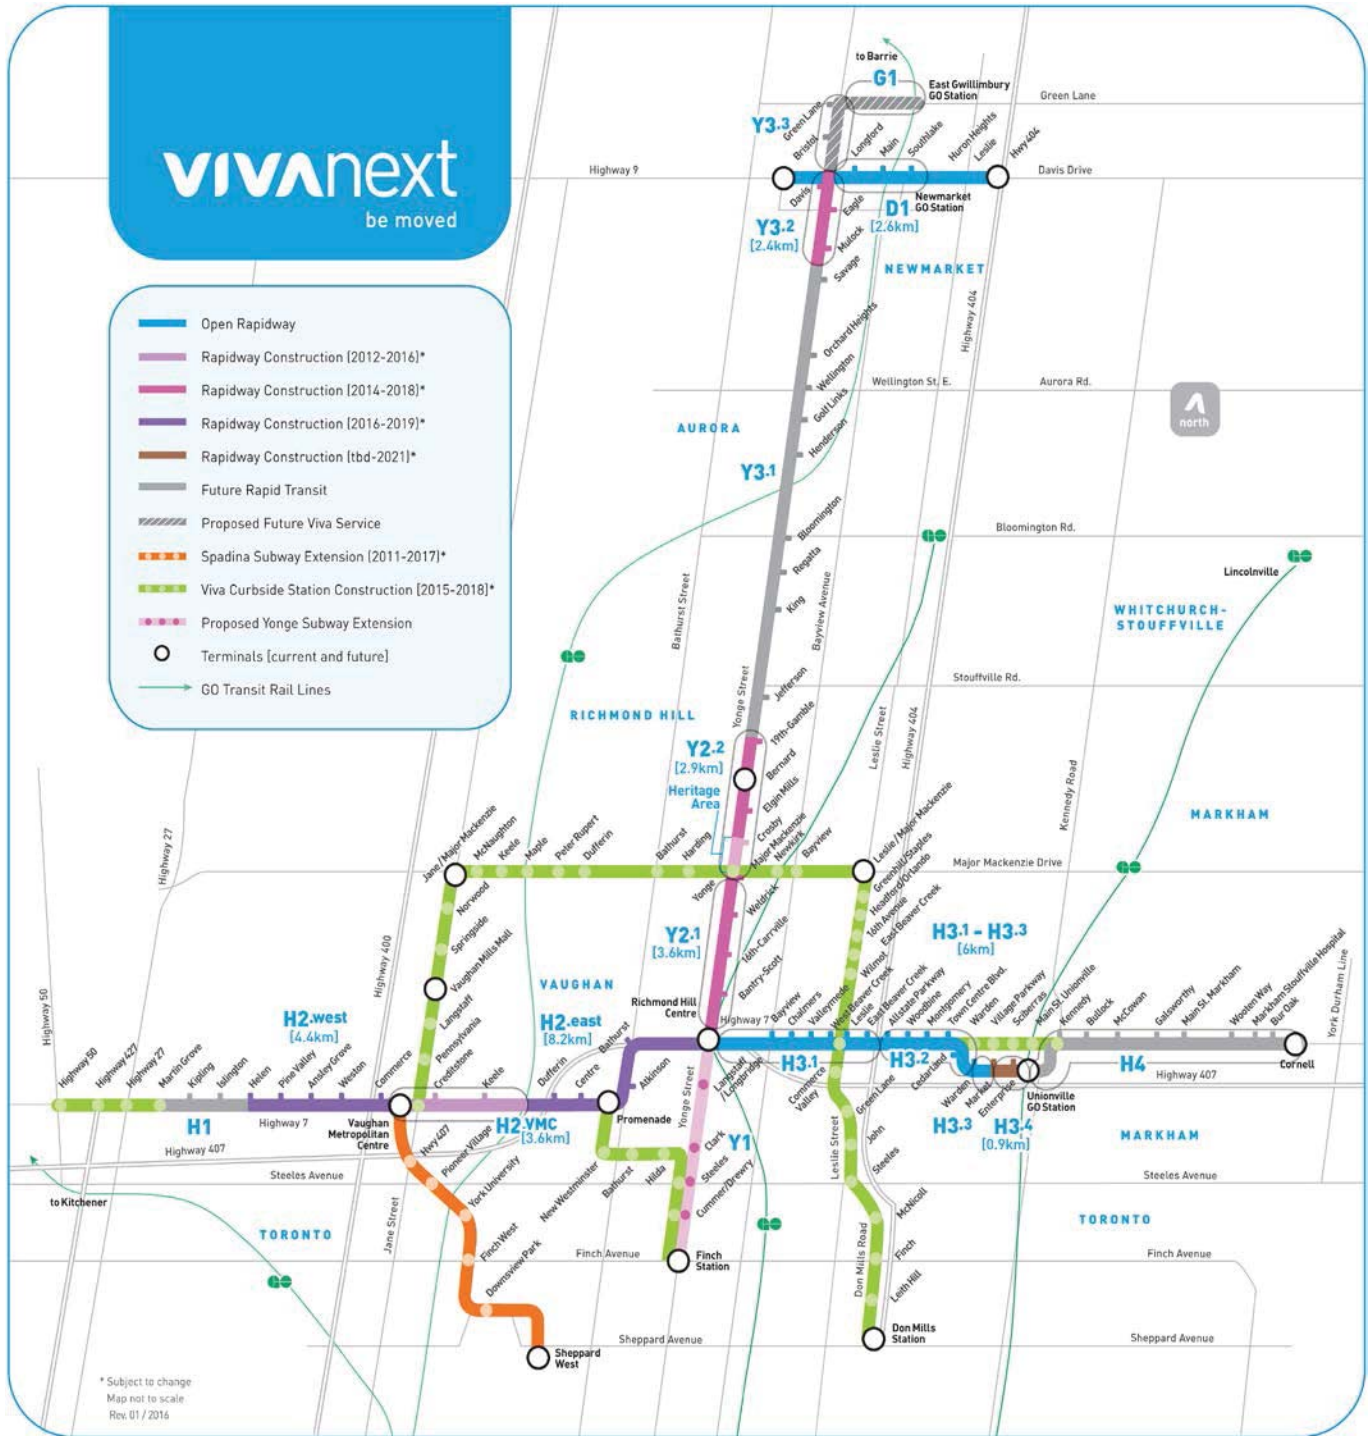 VIVAnext
be moved
Open Rapidway
Rapidway Construction [2012-2016]*
Rapidway Construction [2014-2018]*
Rapidway Construction [2016-2019]*
Rapidway Construction [tbd-2021]*
Future Rapid Transit
Proposed Future Viva Service
Spadina Subway Extension [2011-2017]*
Viva Curbside Station Construction [2015-2018]*
Proposed Yonge Subway Extension
Terminals [current and future]
GO Transit Rail Lines
to Barrie
G1
East Gwillimbury
GO Station
Green Lane
Y3.3
Green Lane
Bristol
Longford
Main
Southlake
Huron Heights
Leslie
Hwy 404
Highway 9
Davis Drive
Davis
Eagle
Mulock
Savage
D1
[2.6km]
Newmarket
GO Station
Y3.2
[2.4km]
NEWMARKET
Highway 404
Orchard Heights
Wellington
Golf Links
Henderson
Wellington St. E.
Aurora Rd.
north
AURORA
Y3.1
Bloomington
Regatta
King
Bloomington Rd.
Lincolnville
WHITCHURCH-
STOUFFVILLE
Bathurst Street
Bayview Avenue
Yonge Street
Jefferson
Stouffville Rd.
RICHMOND HILL
Leslie Street
Highway 404
Kennedy Road
Y2.2
[2.9km]
19th-Gamble
Bernard
Elgin Mills
Heritage
Area
Crosby
Major Mackenzie
Newkirk
Bayview
MARKHAM
Highway 27
Jane/Major Mackenzie
McNaughton
Keele
Maple
Peter Rupert
Dufferin
Bathurst
Harding
Yonge
Leslie / Major Mackenzie
Greenhill/Staples
Headford/Orlando
16th Avenue
East Beaver Creek
Wilmot
West Beaver Creek
Major Mackenzie Drive
Norwood
Springside
Vaughan Mills Mall
Langstaff
Pennsylvania
Highway 400
Weldrick
16th-Carrville
Bantry-Scott
Y2.1
[3.6km]
H3.1 - H3.3
[6km]
VAUGHAN
Richmond Hill
Centre
Highway 7
Bayview
Chalmers
Valleymede
Leslie
East Beaver Creek
Allstate Parkway
Woodbine
Montgomery
Town Centre Blvd.
Warden
Village Parkway
Sciberras
Main St. Unionville
Kennedy
Bullock
McCowan
Galsworthy
Main St. Markham
Wooten Way
Markham Stouffville Hospital
Bur Oak
York Durham Line
Highway 50
H2.west
[4.4km]
H2.east
[8.2km]
Highway 50
Highway 427
Highway 27
Martin Grove
Kipling
Islington
Helen
Pine Valley
Ansley Grove
Weston
Commerce
Creditstone
Keele
Dufferin
Centre
Bathurst
Atkinson
H3.1
H3.2
H4
Cornell
Highway 407
Langstaff
/Longbridge
Commerce
Valley
Green Lane
Cedarland
Warden
Market
Enterprise
Unionville
GO Station
H3.3
H3.4
[0.9km]
MARKHAM
H1
Highway 7
Vaughan
Metropolitan
Centre
H2.VMC
[3.6km]
Promenade
Highway 407
Steeles Avenue
to Kitchener
Hwy 407
Pioneer Village
York University
Finch West
Downsview Park
Sheppard
West
Jane Street
TORONTO
New Westminster
Bathurst
Hilda
Yonge Street
Clark
Steeles
Cummer/Drewry
Y1
Finch Avenue
Finch
Station
Leslie Street
John
Steeles
McNicoll
Finch
Leith Hill
Don Mills Road
Don Mills
Station
Steeles Avenue
TORONTO
Finch Avenue
Sheppard Avenue
Sheppard Avenue
* Subject to change
Map not to scale
Rev. 01 / 2016